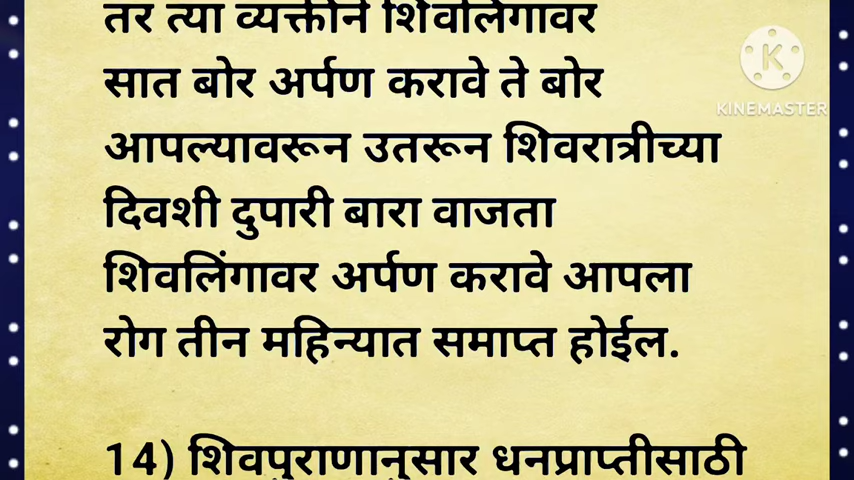 तर त्या व्यक्तीने शिवलिंगावर
सात बोर अर्पण करावे ते बोर
KINEMASTER
आपल्यावरून उतरून शिवरात्रीच्या
दिवशी दुपारी बारा वाजता
शिवलिंगावर अर्पण करावे आपला
रोग तीन महिन्यात समाप्त होईल.
14) शिवपुराणानुसार धनप्राप्तीसाठी